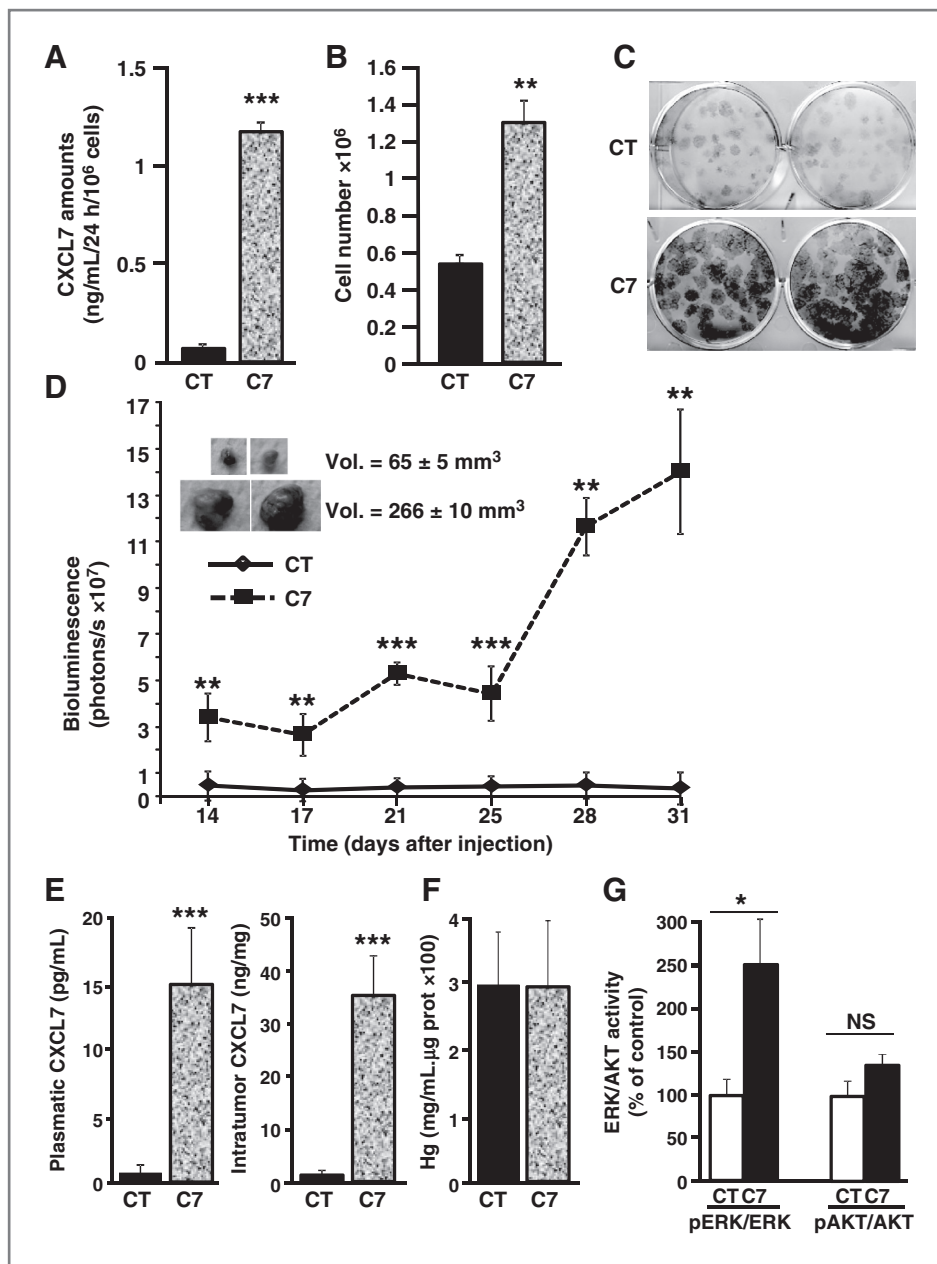 A
CXCL7 amounts
(ng/mL/24 h/10⁶ cells)
1.5
1
0.5
0
***
CT C7
B
Cell number ×10⁶
1.6
1.4
1.2
1
0.8
0.6
0.4
0.2
0
**
CT C7
C
CT
C7
D
Bioluminescence
(photons/s ×10⁷)
17
15
13
11
9
7
5
3
1
0
Vol. = 65 ± 5 mm³
Vol. = 266 ± 10 mm³
CT
C7
** ** *** *** ** **
14 17 21 25 28 31
Time (days after injection)
E
Plasmatic CXCL7 (pg/mL)
20
15
10
5
0
***
CT C7
Intratumor CXCL7 (ng/mg)
50
40
30
20
10
0
***
CT C7
F
Hg (mg/mL.µg prot ×100)
4
3
2
1
0
CT C7
G
ERK/AKT activity
(% of control)
300
250
200
150
100
50
0
*
NS
CT C7 CT C7
pERK/ERK pAKT/AKT